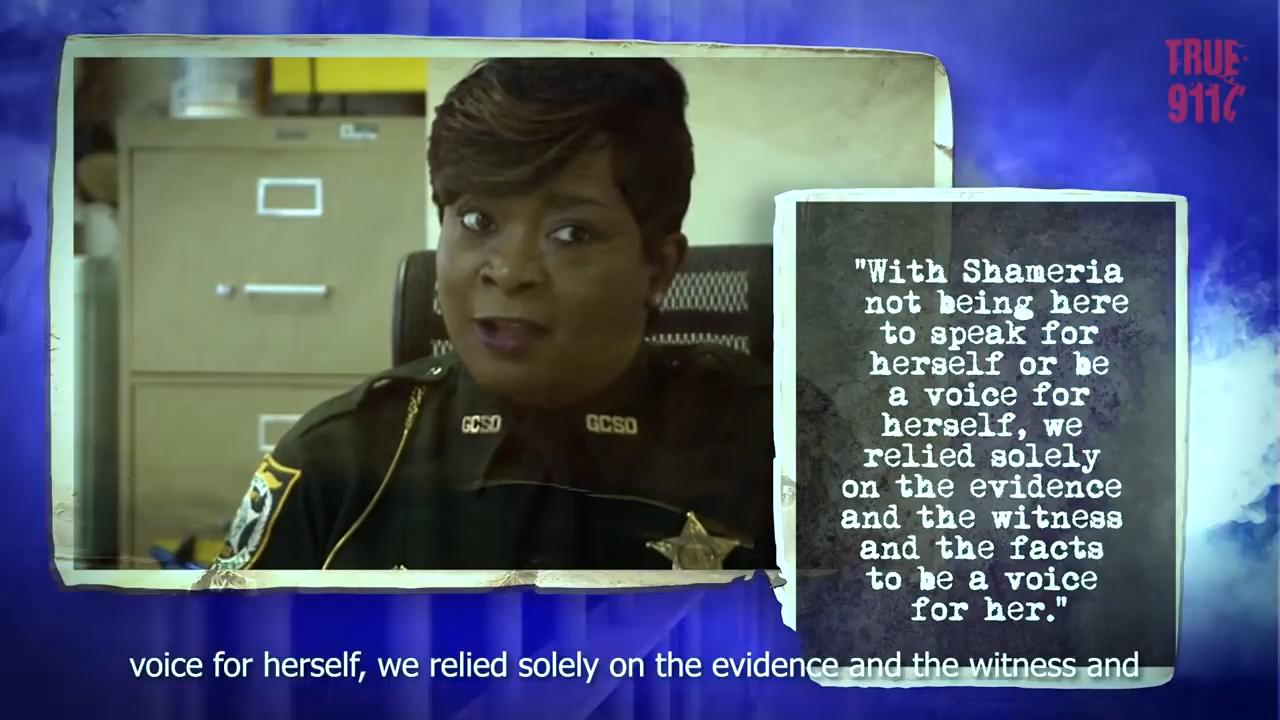 TRUE
911
GCSO GCSO
"With Shameria
not being here
to speak for
herself or be
a voice for
herself, we
relied solely
on the evidence
and the witness
and the facts
to be a voice
for her."
voice for herself, we relied solely on the evidence and the witness and